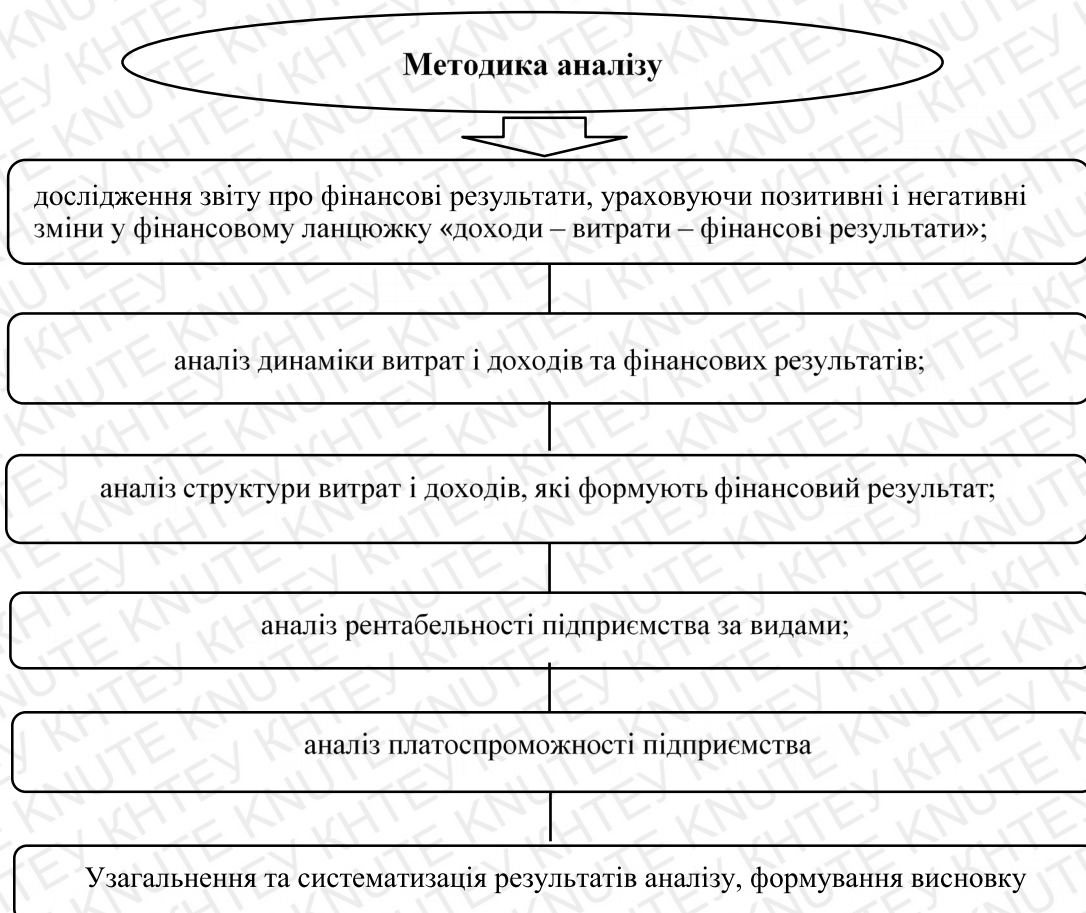 Методика аналізу
дослідження звіту про фінансові результати, ураховуючи позитивні і негативні
зміни у фінансовому ланцюжку «доходи – витрати – фінансові результати»;
аналіз динаміки витрат і доходів та фінансових результатів;
аналіз структури витрат і доходів, які формують фінансовий результат;
аналіз рентабельності підприємства за видами;
аналіз платоспроможності підприємства
Узагальнення та систематизація результатів аналізу, формування висновку